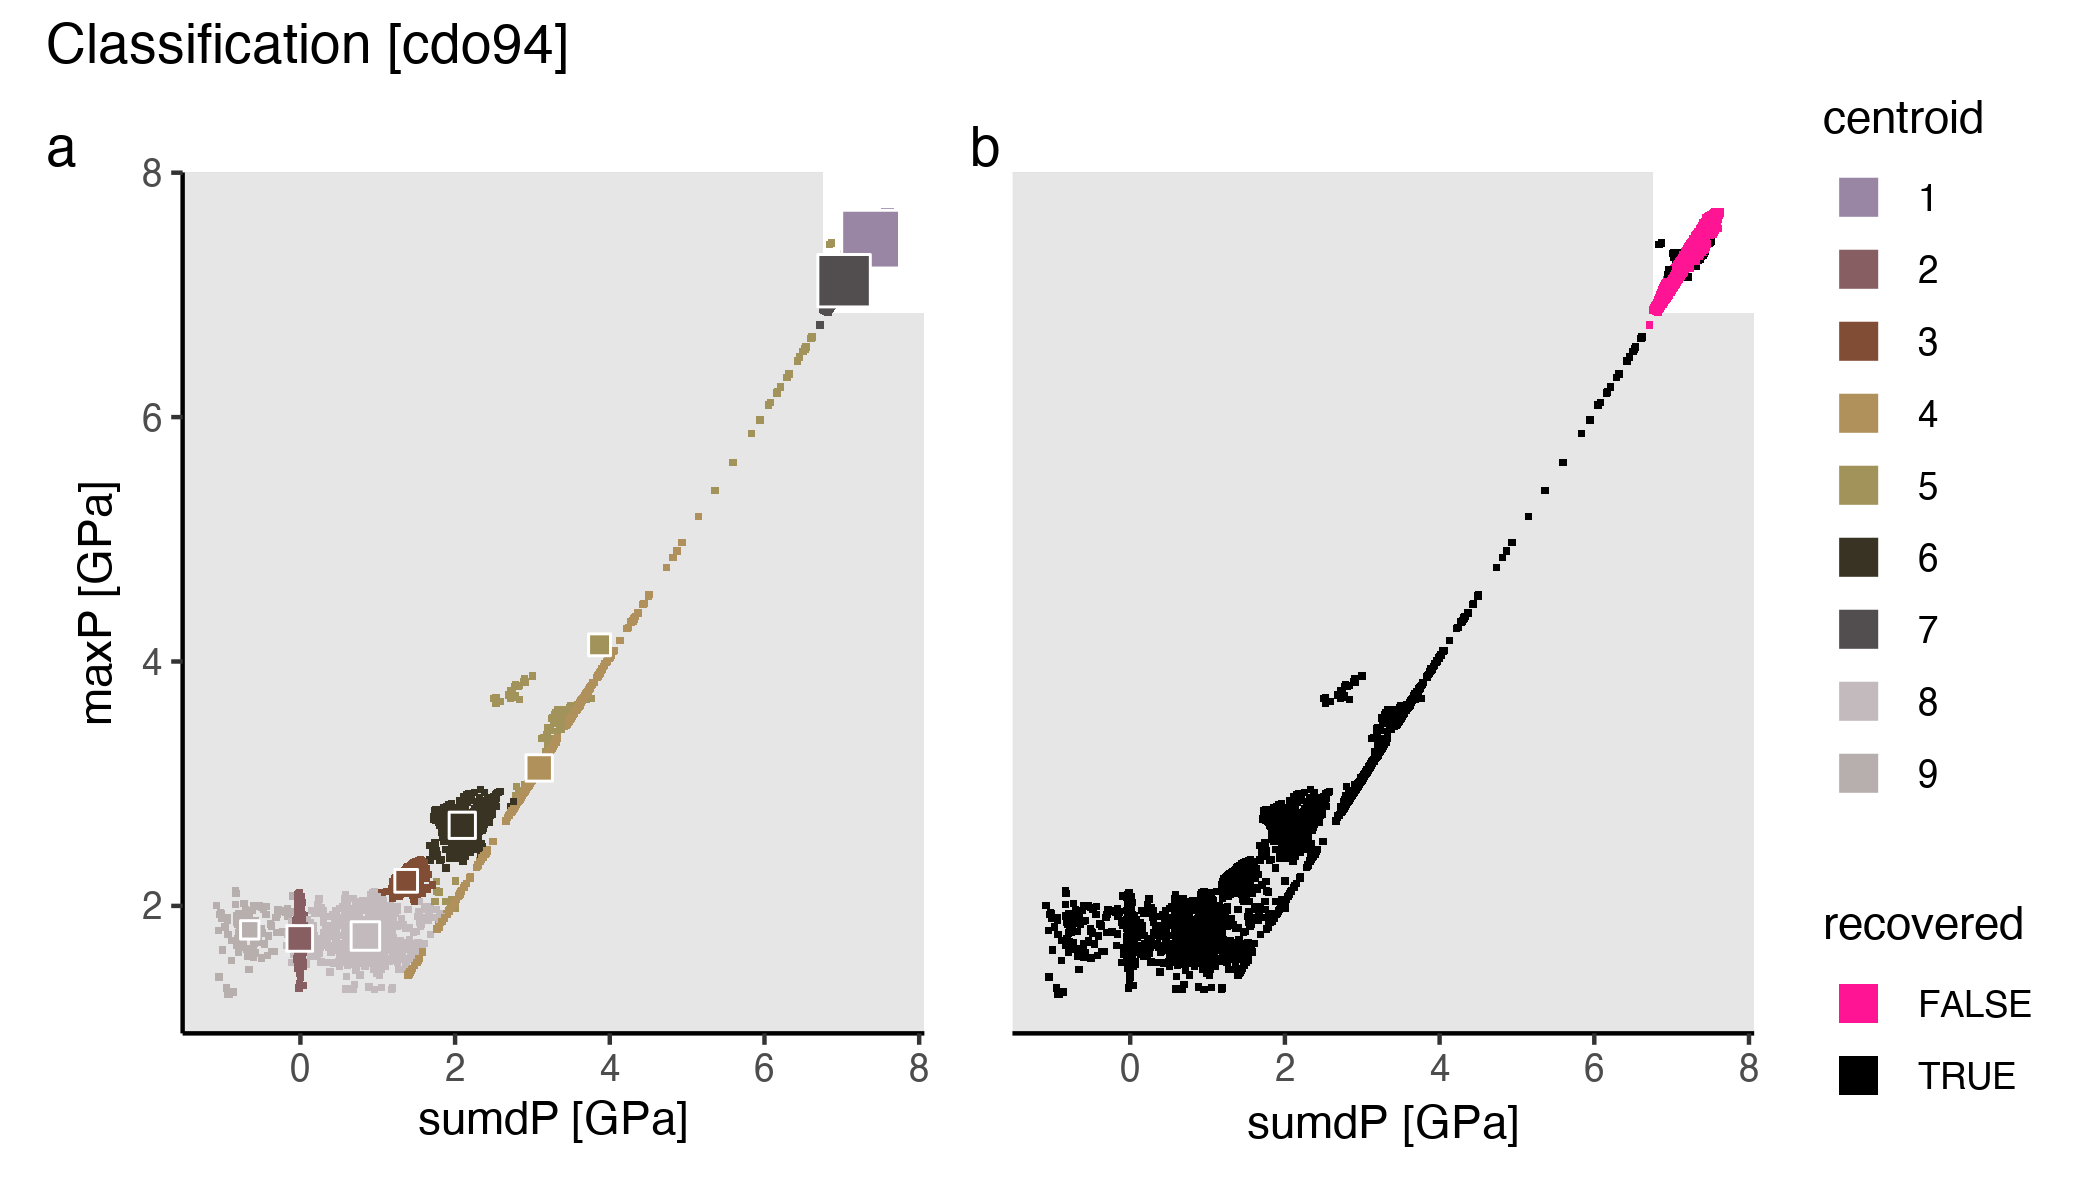 Classification [cdo94]
a
b
8
6
4
2
maxP [GPa]
0 2 4 6 8
sumdP [GPa]
0 2 4 6 8
sumdP [GPa]
centroid
1
2
3
4
5
6
7
8
9
recovered
FALSE
TRUE